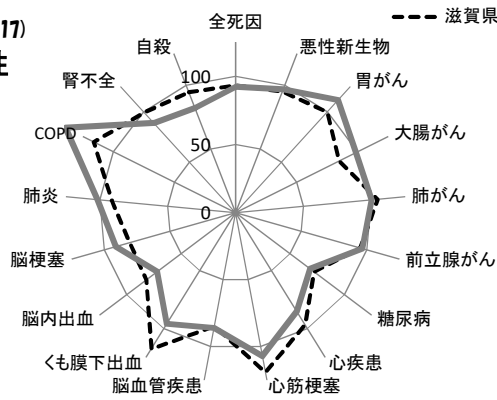 17)
性
滋賀県
全死因
悪性新生物
胃がん
大腸がん
肺がん
前立腺がん
糖尿病
心疾患
心筋梗塞
脳血管疾患
くも膜下出血
脳内出血
脳梗塞
肺炎
COPD
腎不全
自殺
100
50
0